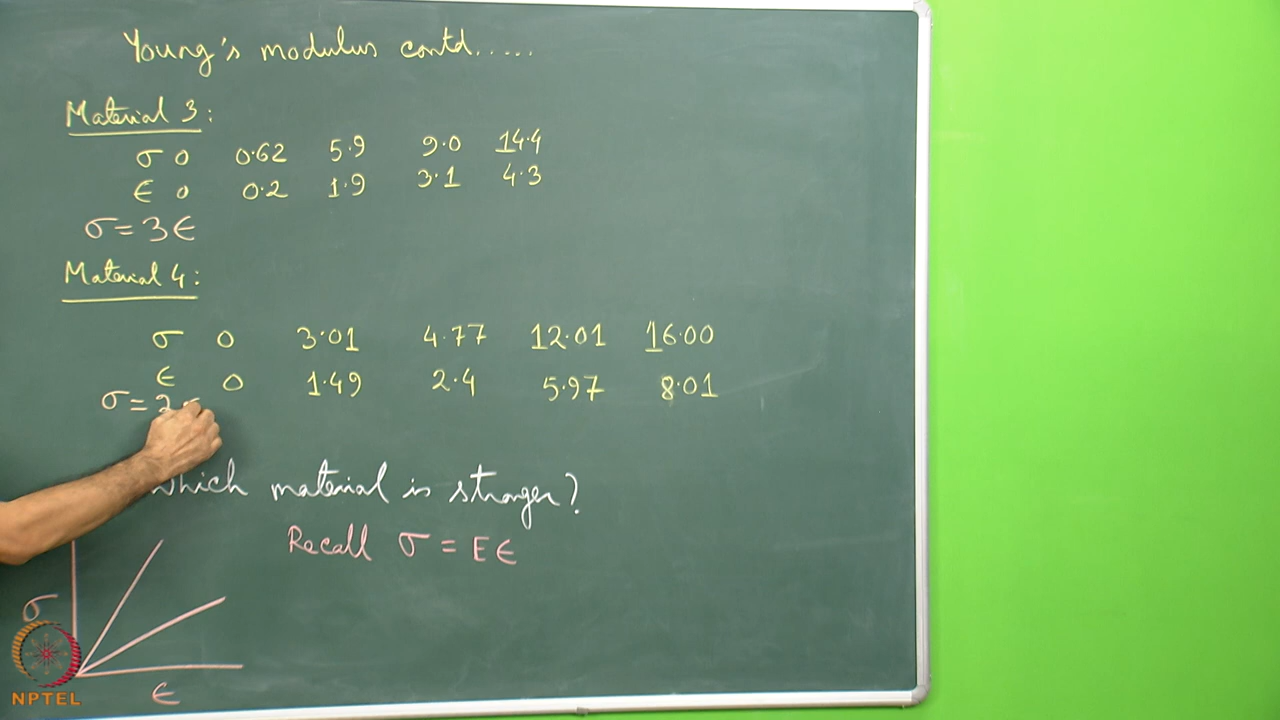 Young's modulus contd.....
Material 3:
σ 0 0.62 5.9 9.0 14.4
ε 0 0.2 1.9 3.1 4.3
σ = 3ε
Material 4:
σ 0 3.01 4.77 12.01 16.00
ε 0 1.49 2.4 5.97 8.01
σ = 2
Which material is stronger?
Recall σ = Eε
σ
ε
NPTEL